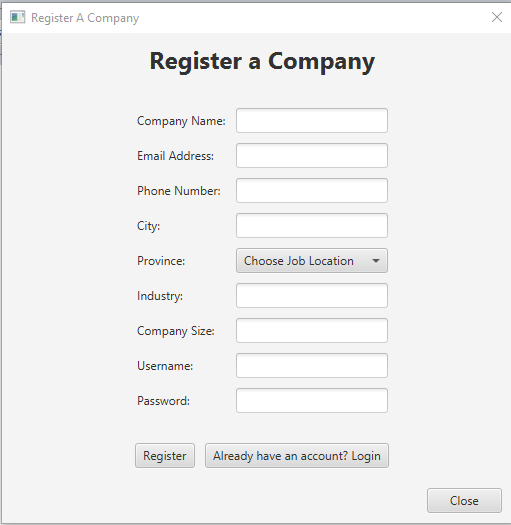 Register A Company
Register a Company
Company Name:
Email Address:
Phone Number:
City:
Province: Choose Job Location
Industry:
Company Size:
Username:
Password:
Register Already have an account? Login
Close